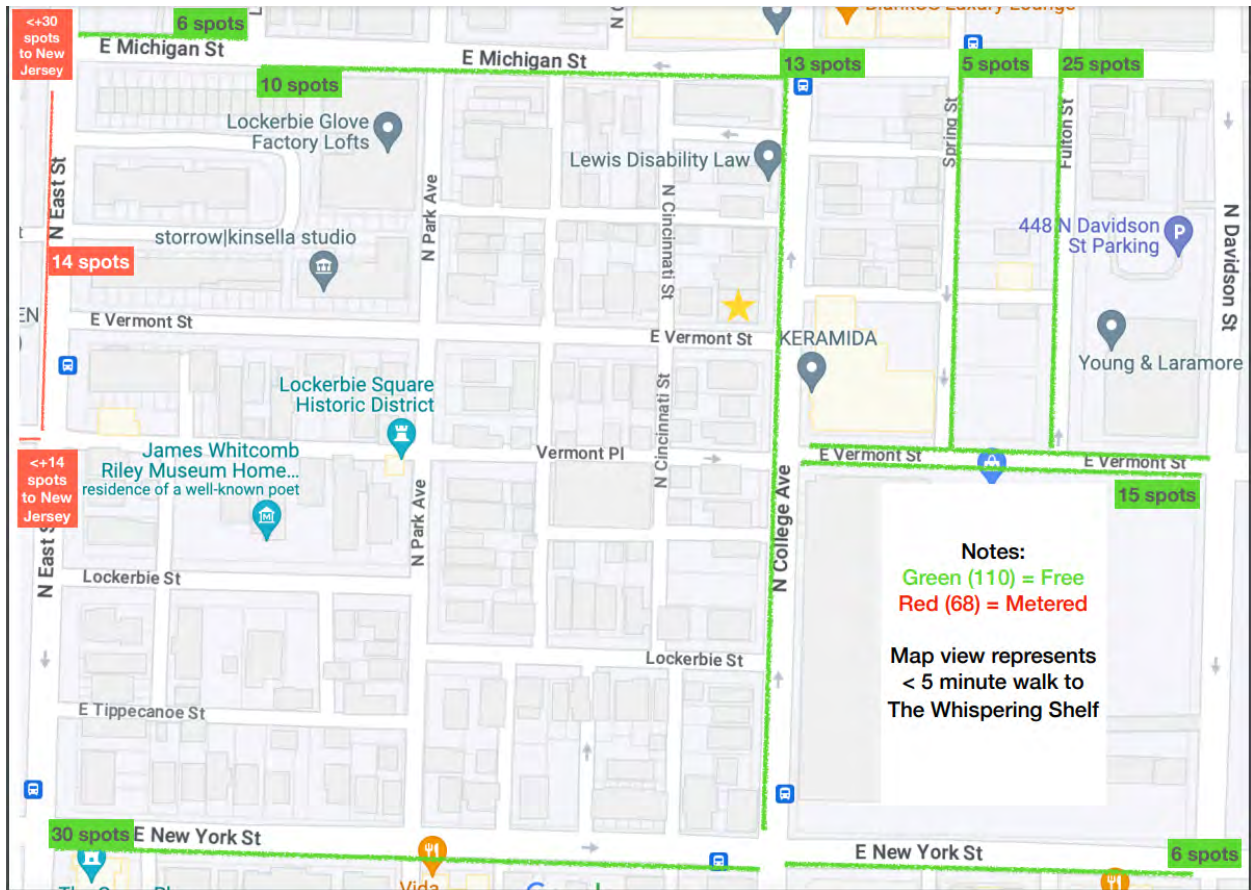 <+30
spots
to New
Jersey
6 spots
E Michigan St
E Michigan St
10 spots
13 spots
5 spots
25 spots
Lockerbie Glove
Factory Lofts
Lewis Disability Law
Spring St
Fulton St
N East St
N Park Ave
N Cincinnati St
448 N Davidson
St Parking
N Davidson St
storrow|kinsella studio
14 spots
E Vermont St
E Vermont St
KERAMIDA
Young & Laramore
Lockerbie Square
Historic District
N Cincinnati St
James Whitcomb
Riley Museum Home...
residence of a well-known poet
Vermont Pl
E Vermont St
E Vermont St
<+14
spots
to New
Jersey
15 spots
N East St
N Park Ave
N College Ave
Lockerbie St
Notes:
Green (110) = Free
Red (68) = Metered
Map view represents
< 5 minute walk to
The Whispering Shelf
Lockerbie St
E Tippecanoe St
30 spots
E New York St
E New York St
6 spots
Vida